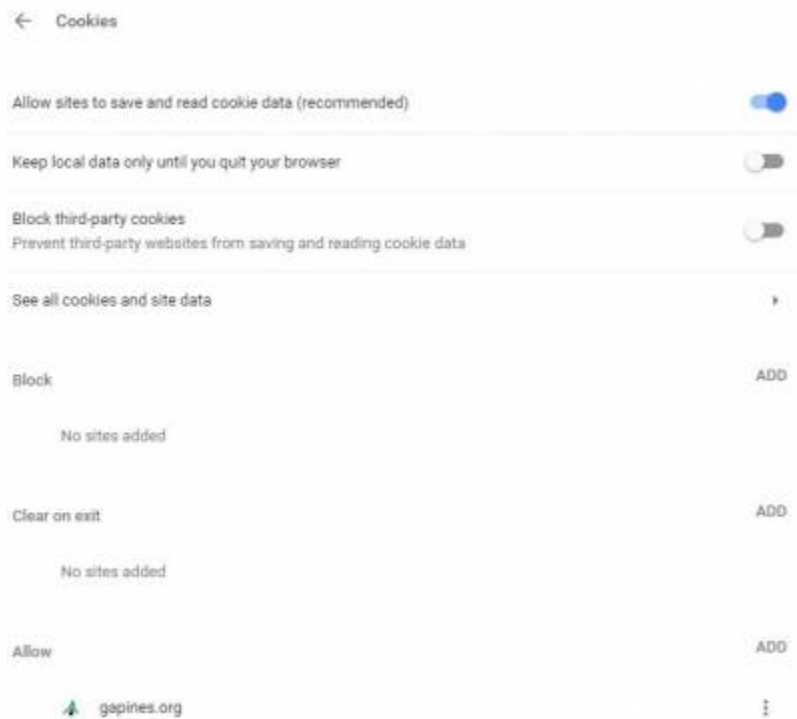 Cookies
Allow sites to save and read cookie data (recommended)
Keep local data only until you quit your browser
Block third-party cookies
Prevent third-party websites from saving and reading cookie data
See all cookies and site data
Block ADD
No sites added
Clear on exit ADD
No sites added
Allow ADD
gapines.org